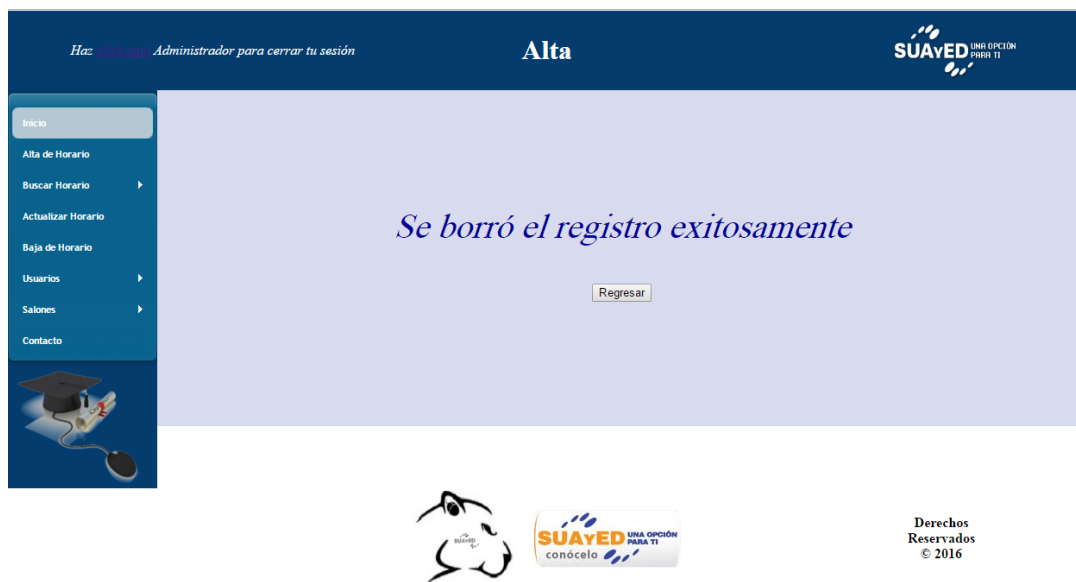 Haz click aquí Administrador para cerrar tu sesión
Alta
SUAYED UNA OPCIÓN
PARA TI
Inicio
Alta de Horario
Buscar Horario
Actualizar Horario
Baja de Horario
Usuarios
Salones
Contacto
Se borró el registro exitosamente
Regresar
SUAYED
SUAYED UNA OPCIÓN
PARA TI
conócelo
Derechos
Reservados
© 2016